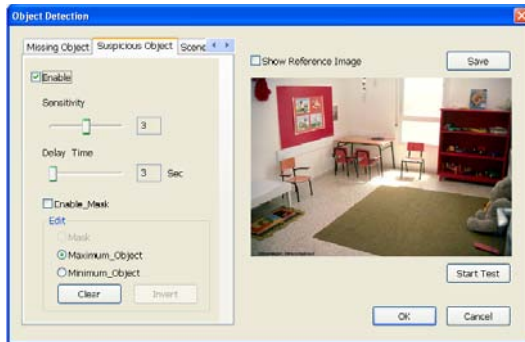 Object Detection
Missing Object
Suspicious Object
Scene
Enable
Show Reference Image
Save
Sensitivity
3
Delay Time
3 Sec
Enable_Mask
Edit
Mask
Maximum_Object
Minimum_Object
Clear
Invert
Start Test
OK
Cancel